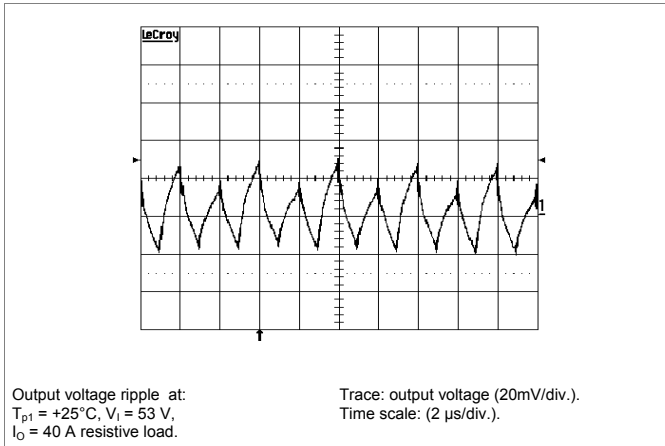 LeCroy
1
Output voltage ripple at:
Tp1 = +25°C, VI = 53 V,
IO = 40 A resistive load.
Trace: output voltage (20mV/div.).
Time scale: (2 µs/div.).